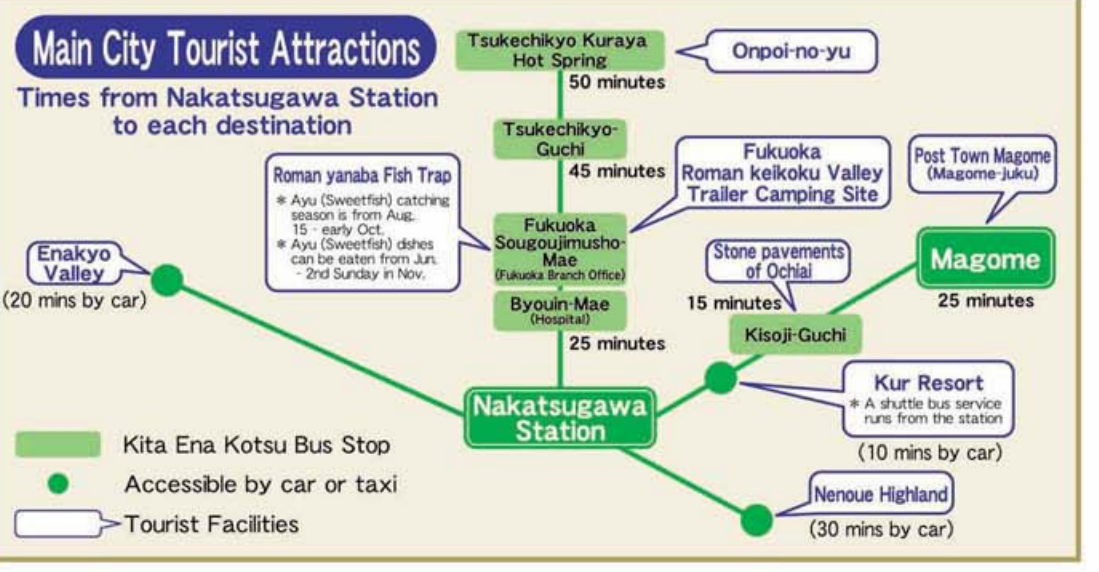 Main City Tourist Attractions
Times from Nakatsugawa Station
to each destination
Tsukechikyo Kuraya
Hot Spring
50 minutes
Onpoi-no-yu
Tsukechikyo-
Guchi
45 minutes
Roman yanaba Fish Trap
* Ayu (Sweetfish) catching
season is from Aug.
15 - early Oct.
* Ayu (Sweetfish) dishes
can be eaten from Jun.
- 2nd Sunday in Nov.
Fukuoka
Roman keikoku Valley
Trailer Camping Site
Post Town Magome
(Magome-juku)
Fukuoka
Sougoujimusho-
Mae
(Fukuoka Branch Office)
Byouin-Mae
(Hospital)
25 minutes
Enakyo
Valley
(20 mins by car)
Stone pavements
of Ochiai
15 minutes
Kisoji-Guchi
Magome
25 minutes
Nakatsugawa
Station
Kur Resort
* A shuttle bus service
runs from the station
(10 mins by car)
Nenoue Highland
(30 mins by car)
Kita Ena Kotsu Bus Stop
Accessible by car or taxi
Tourist Facilities